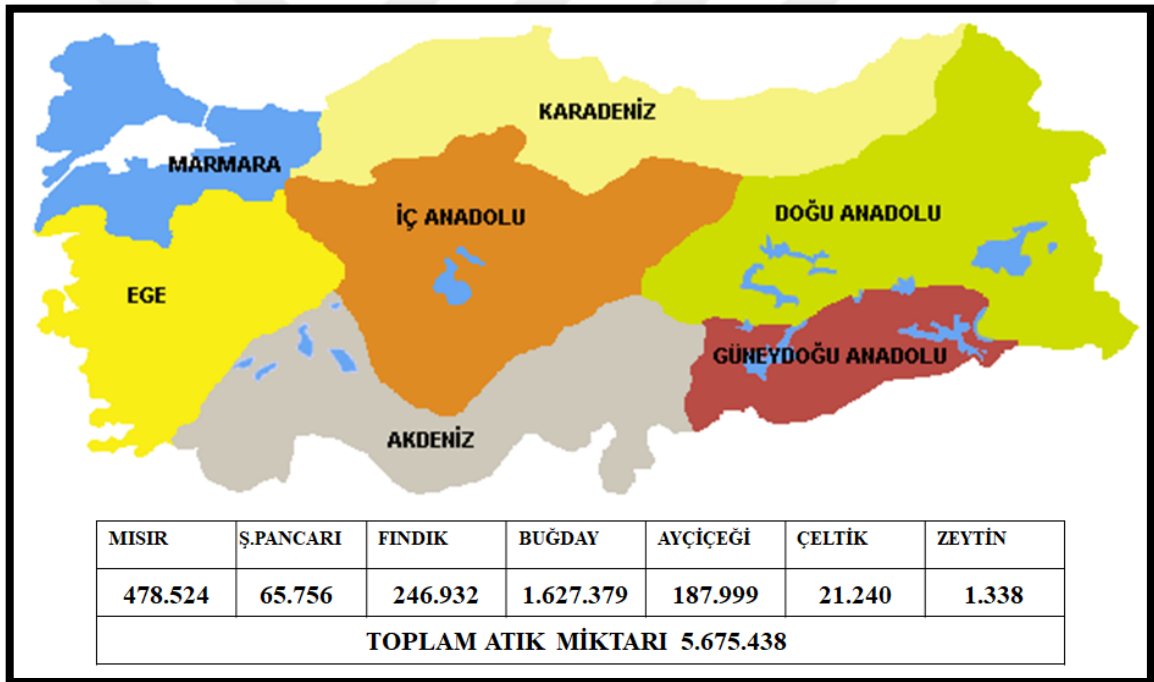 KARADENİZ
MARMARA
İÇ ANADOLU
DOĞU ANADOLU
EGE
GÜNEYDOĞU ANADOLU
AKDENİZ
MISIR Ş.PANCARI FINDIK BUĞDAY AYÇİÇEĞİ ÇELTİK ZEYTİN
478.524 65.756 246.932 1.627.379 187.999 21.240 1.338
TOPLAM ATIK MİKTARI 5.675.438